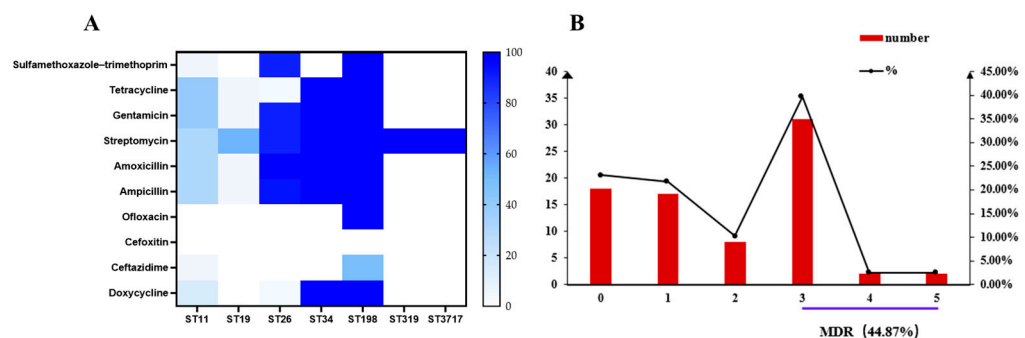 A
Sulfamethoxazole–trimethoprim
Tetracycline
Gentamicin
Streptomycin
Amoxicillin
Ampicillin
Ofloxacin
Cefoxitin
Ceftazidime
Doxycycline
ST11 ST19 ST26 ST34 ST198 ST319 ST3717
100
80
60
40
20
0
B
number
%
40
35
30
25
20
15
10
5
0
45.00%
40.00%
35.00%
30.00%
25.00%
20.00%
15.00%
10.00%
5.00%
0.00%
0 1 2 3 4 5
MDR (44.87%)